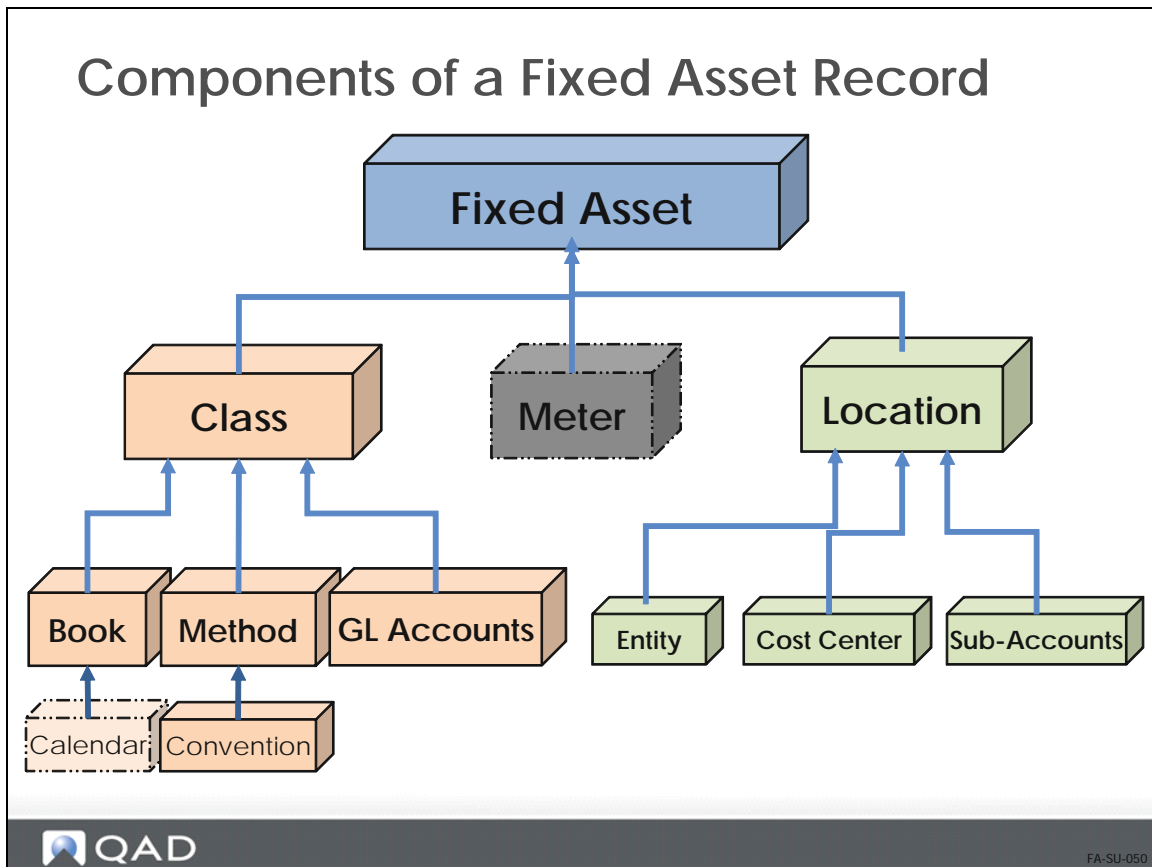 Components of a Fixed Asset Record
Fixed Asset
Class
Meter
Location
Book
Method
GL Accounts
Entity
Cost Center
Sub-Accounts
Calendar
Convention
QAD
FA-SU-050